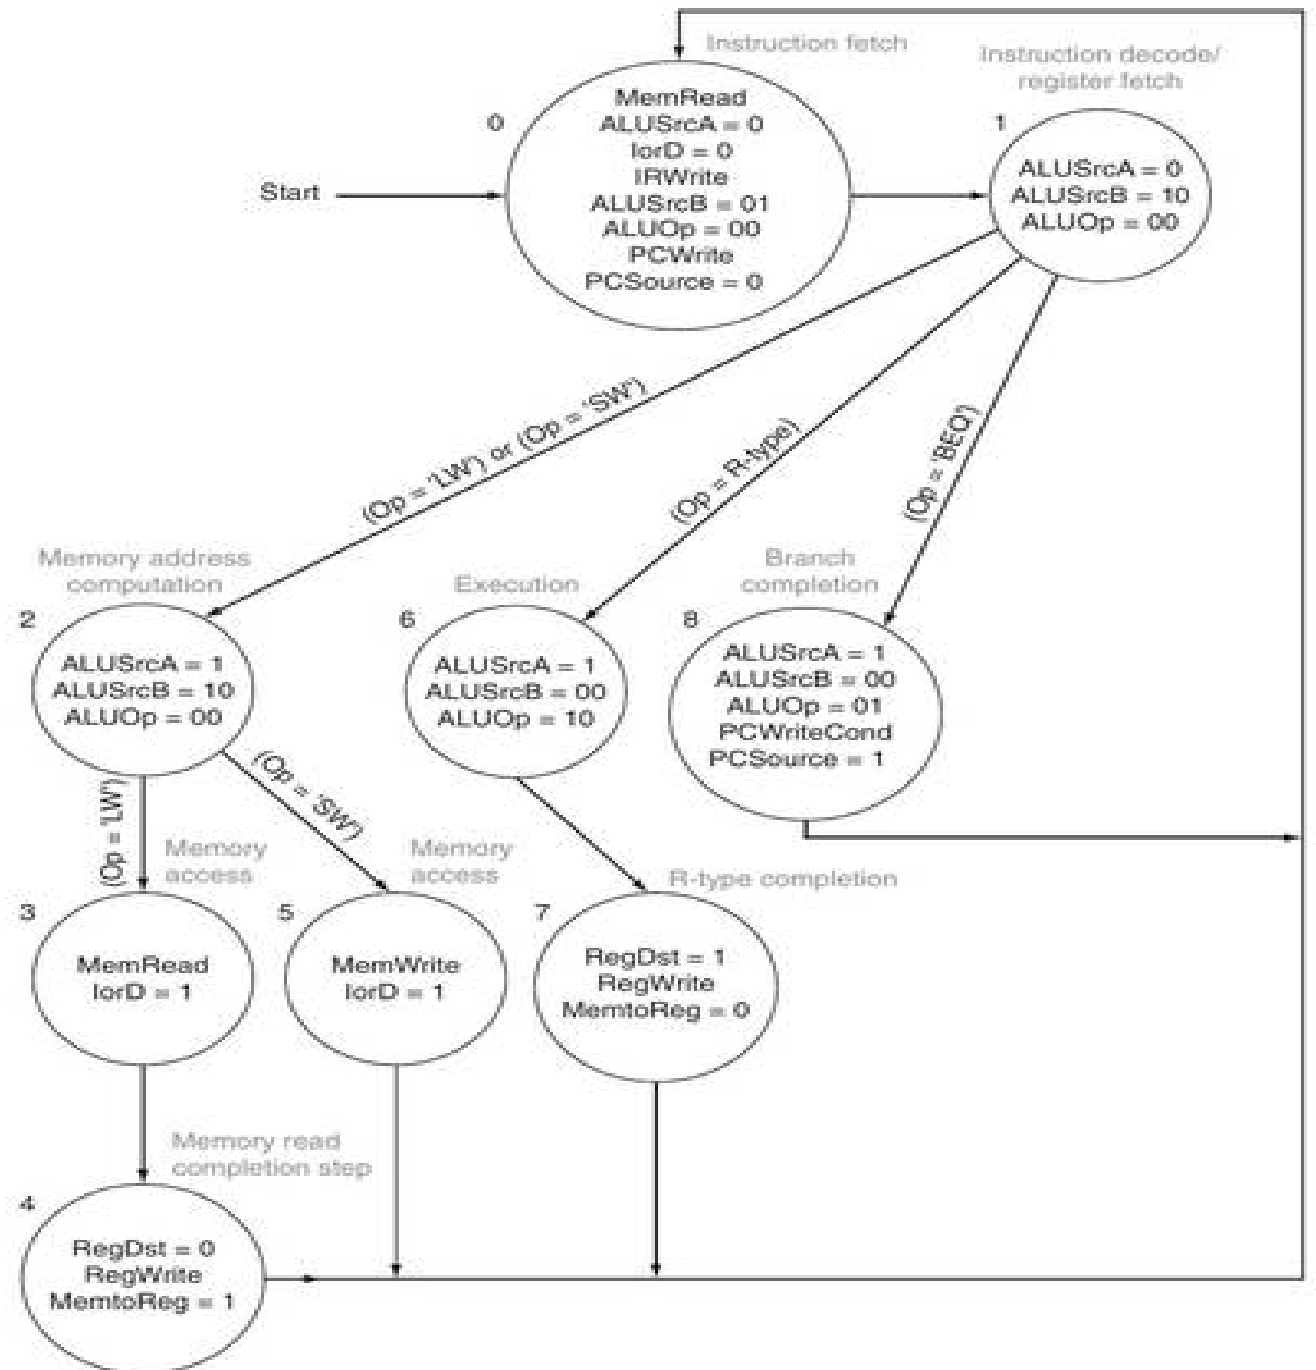 Instruction fetch
Instruction decode/
register fetch
0
MemRead
ALUSrcA = 0
IorD = 0
IRWrite
ALUSrcB = 01
ALUOp = 00
PCWrite
PCSource = 0
1
ALUSrcA = 0
ALUSrcB = 10
ALUOp = 00
Start
(Op = 'LW') or (Op = 'SW')
(Op = R-type)
(Op = 'BEQ')
Memory address
computation
2
ALUSrcA = 1
ALUSrcB = 10
ALUOp = 00
Execution
6
ALUSrcA = 1
ALUSrcB = 00
ALUOp = 10
Branch
completion
8
ALUSrcA = 1
ALUSrcB = 00
ALUOp = 01
PCWriteCond
PCSource = 1
(Op = 'LW')
(Op = 'SW')
Memory
access
3
MemRead
IorD = 1
Memory
access
5
MemWrite
IorD = 1
R-type completion
7
RegDst = 1
RegWrite
MemtoReg = 0
Memory read
completion step
4
RegDst = 0
RegWrite
MemtoReg = 1